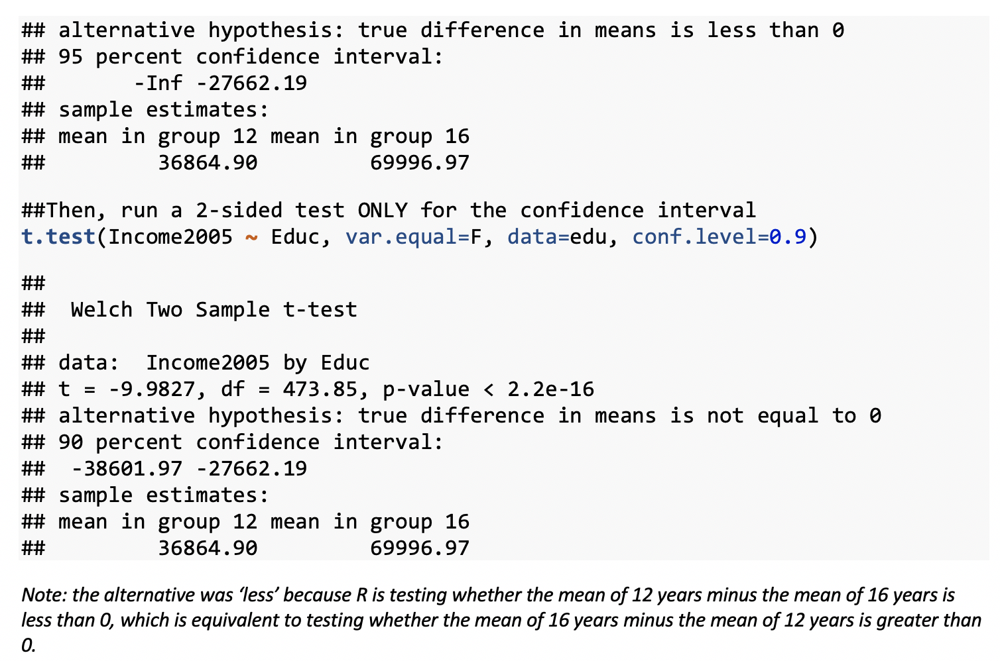 ## alternative hypothesis: true difference in means is less than 0
## 95 percent confidence interval:
##       -Inf -27662.19
## sample estimates:
## mean in group 12 mean in group 16
##         36864.90         69996.97
##Then, run a 2-sided test ONLY for the confidence interval
t.test(Income2005 ~ Educ, var.equal=F, data=edu, conf.level=0.9)
##
##  Welch Two Sample t-test
##
## data:  Income2005 by Educ
## t = -9.9827, df = 473.85, p-value < 2.2e-16
## alternative hypothesis: true difference in means is not equal to 0
## 90 percent confidence interval:
##  -38601.97 -27662.19
## sample estimates:
## mean in group 12 mean in group 16
##         36864.90         69996.97
Note: the alternative was ‘less’ because R is testing whether the mean of 12 years minus the mean of 16 years is
less than 0, which is equivalent to testing whether the mean of 16 years minus the mean of 12 years is greater than
0.